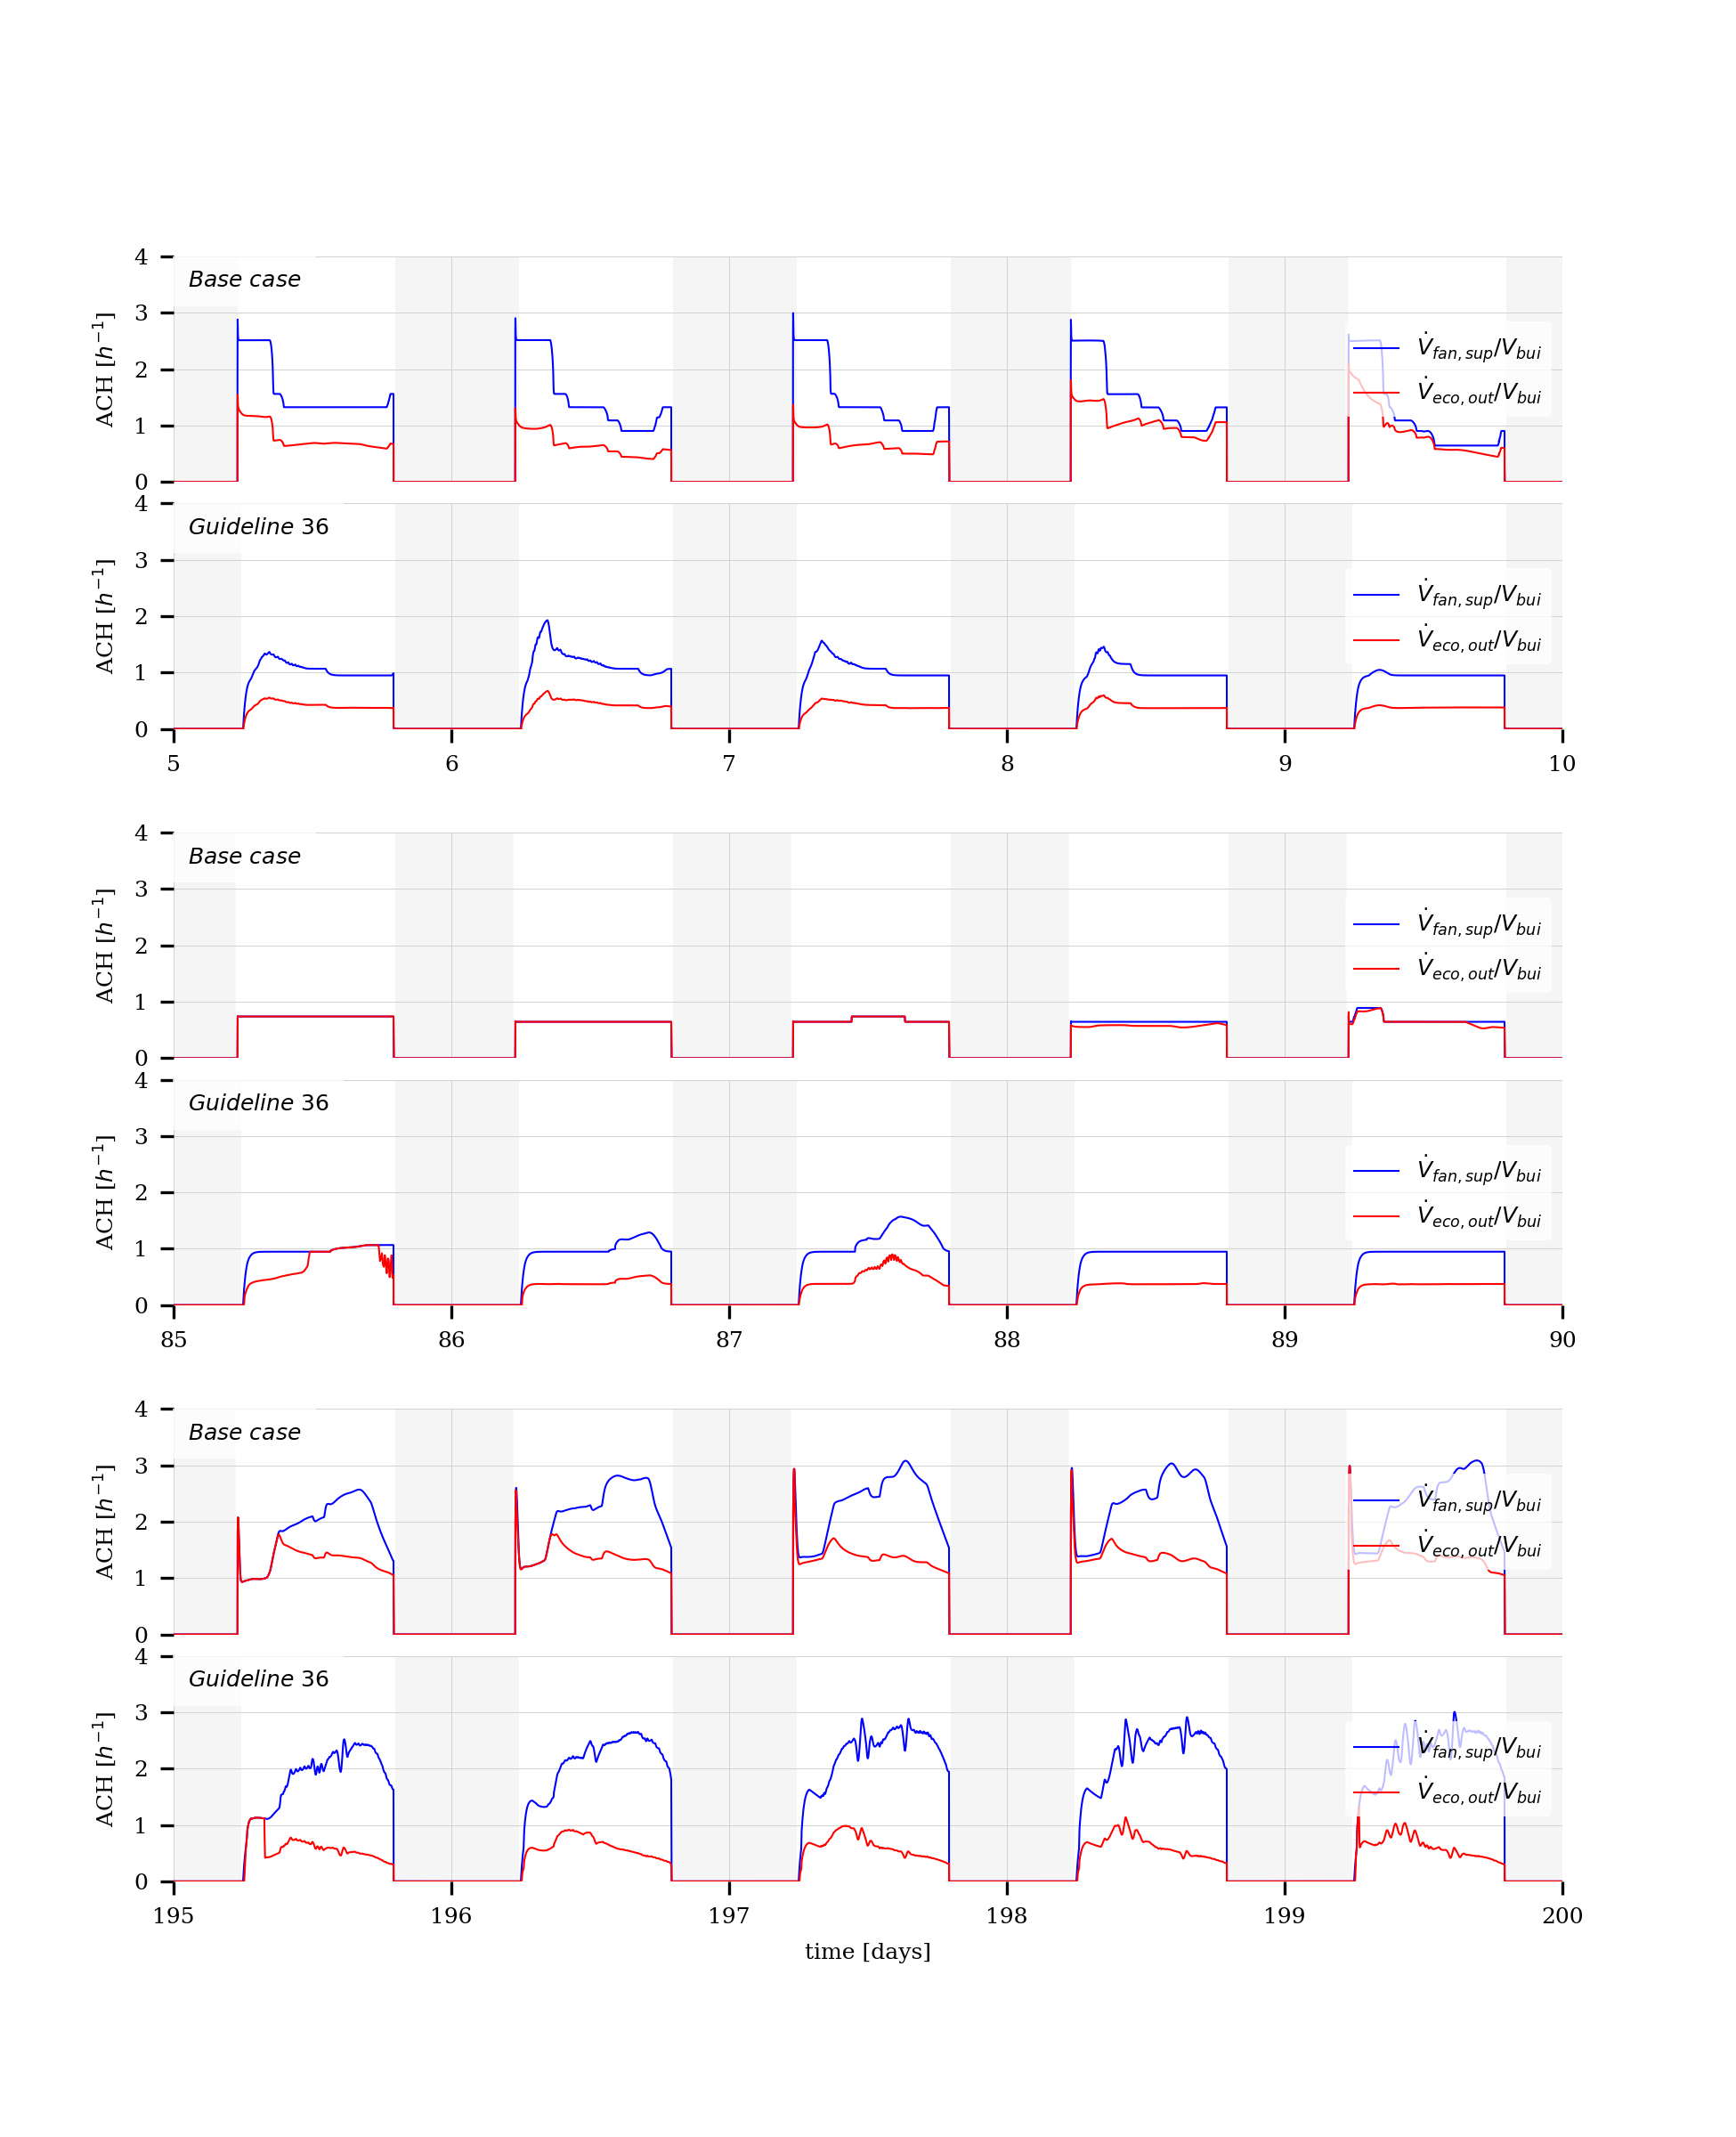 4
Base case
3
2
1
0
ACH [h⁻¹]
V̇fan, sup/Vbui
V̇eco, out/Vbui
4
Guideline 36
3
2
1
0
ACH [h⁻¹]
V̇fan, sup/Vbui
V̇eco, out/Vbui
5 6 7 8 9 10
4
Base case
3
2
1
0
ACH [h⁻¹]
V̇fan, sup/Vbui
V̇eco, out/Vbui
4
Guideline 36
3
2
1
0
ACH [h⁻¹]
V̇fan, sup/Vbui
V̇eco, out/Vbui
85 86 87 88 89 90
4
Base case
3
2
1
0
ACH [h⁻¹]
V̇fan, sup/Vbui
V̇eco, out/Vbui
4
Guideline 36
3
2
1
0
ACH [h⁻¹]
V̇fan, sup/Vbui
V̇eco, out/Vbui
195 196 197 198 199 200
time [days]